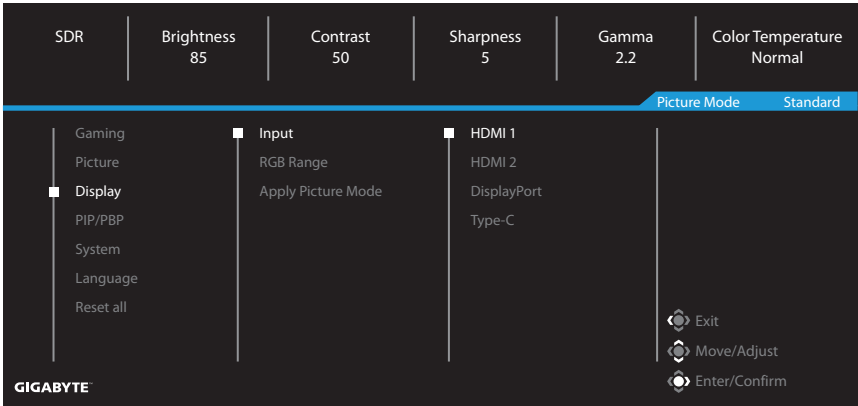 SDR Brightness Contrast Sharpness Gamma Color Temperature
85 50 5 2.2 Normal
Picture Mode Standard
Gaming Input HDMI 1
Picture RGB Range HDMI 2
Display Apply Picture Mode DisplayPort
PIP/PBP Type-C
System
Language
Reset all
Exit
Move/Adjust
GIGABYTE™ Enter/Confirm